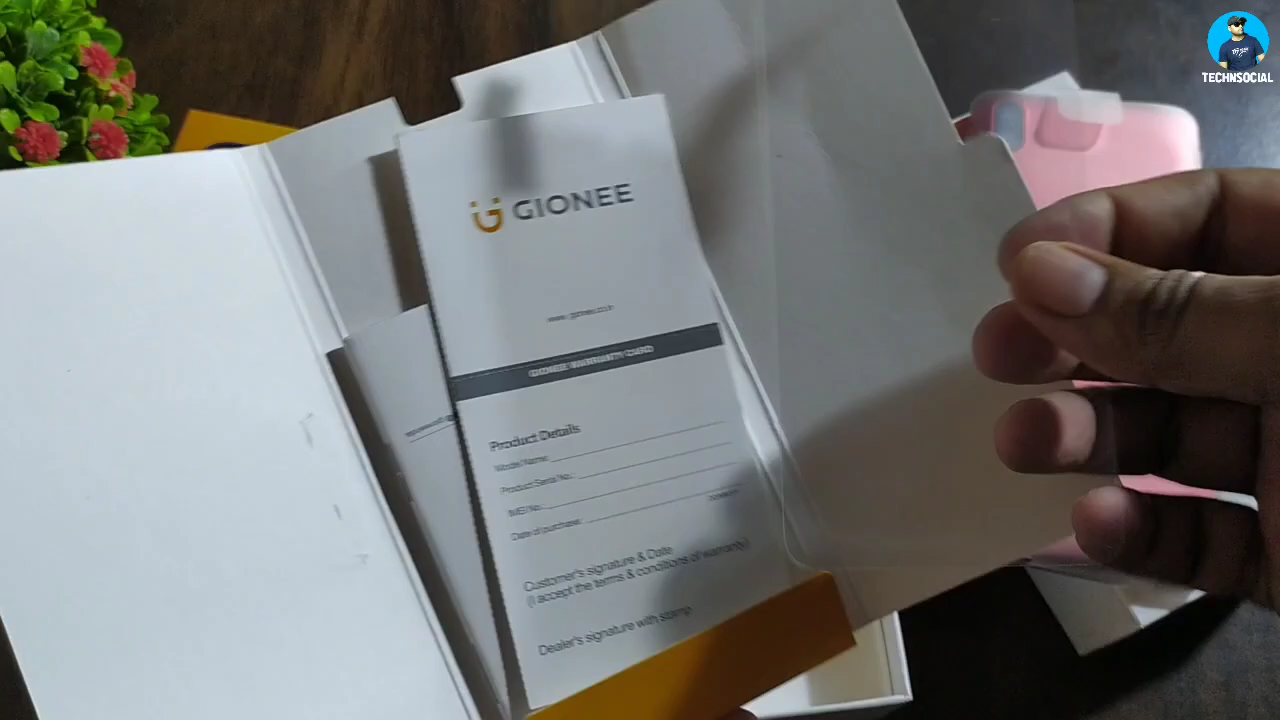 TECHNSOCIAL
GIONEE
www. gionee.co.in
GIONEE WARRANTY CARD
Product Details
Model Name:
Product Serial No.:
IMEI No.:
Date of purchase:
Customer's signature & Date
(I accept the terms & conditions of warranty)
Dealer's signature with stamp